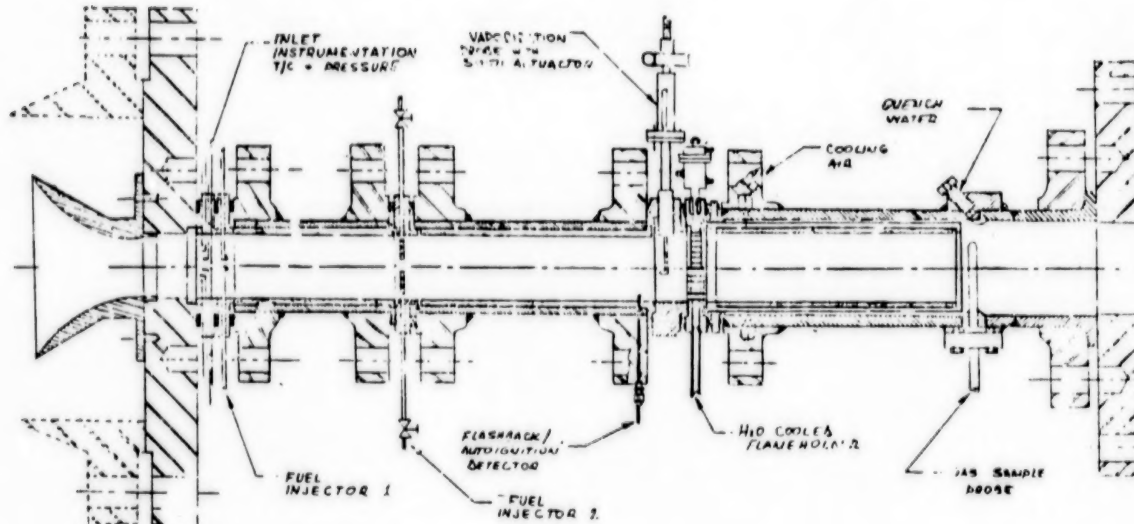 INLET
INSTRUMENTATION
T/C + PRESSURE
VAPORIZATION
PROBE WITH
ACTUACTOR
QUENCH
WATER
COOLING
AIR
FLASHBACK/
AUTOIGNITION
DETECTOR
H2O COOLED
FLAMEHOLDER
GAS SAMPLE
PROBE
FUEL
INJECTOR 1
FUEL
INJECTOR 2